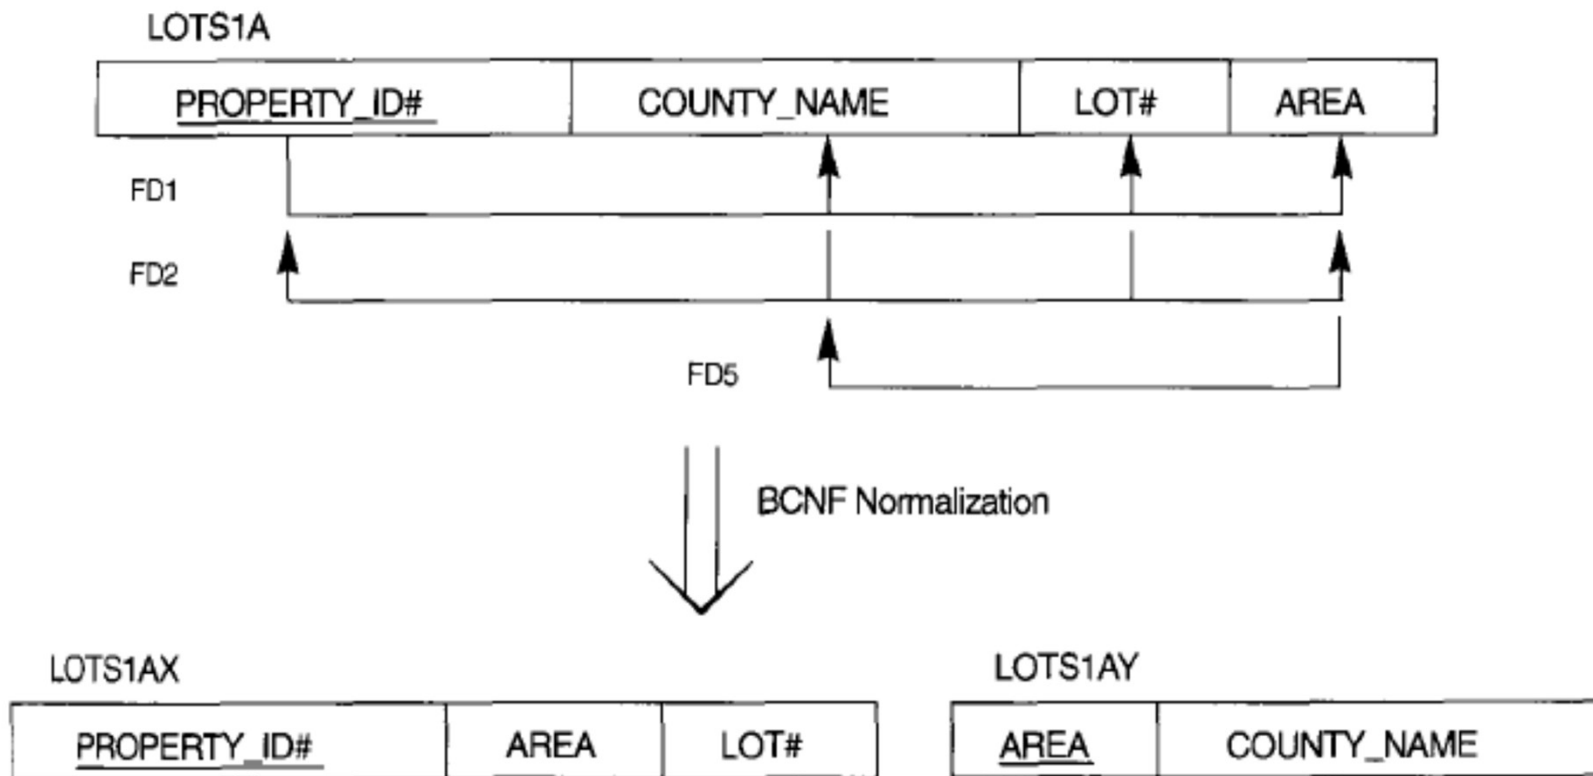 LOTS1A
PROPERTY_ID# COUNTY_NAME LOT# AREA
FD1
FD2
FD5
BCNF Normalization
LOTS1AX
PROPERTY_ID# AREA LOT#
LOTS1AY
AREA COUNTY_NAME